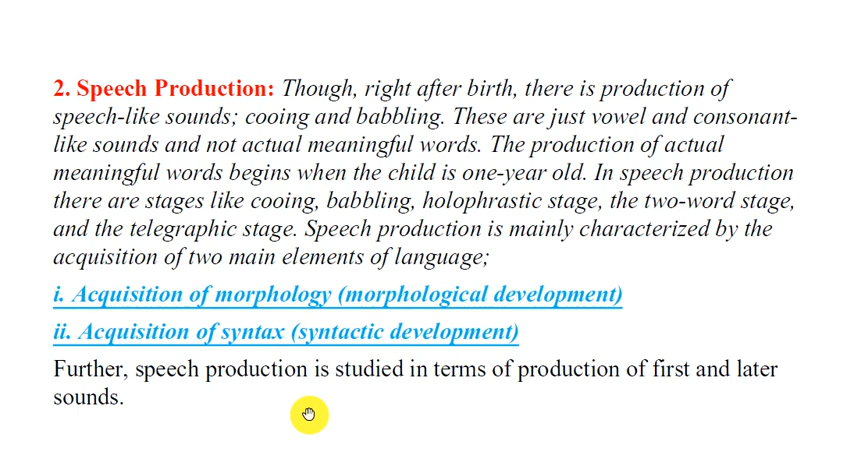 2. Speech Production: Though, right after birth, there is production of
speech-like sounds; cooing and babbling. These are just vowel and consonant-
like sounds and not actual meaningful words. The production of actual
meaningful words begins when the child is one-year old. In speech production
there are stages like cooing, babbling, holophrastic stage, the two-word stage,
and the telegraphic stage. Speech production is mainly characterized by the
acquisition of two main elements of language;
i. Acquisition of morphology (morphological development)
ii. Acquisition of syntax (syntactic development)
Further, speech production is studied in terms of production of first and later
sounds.